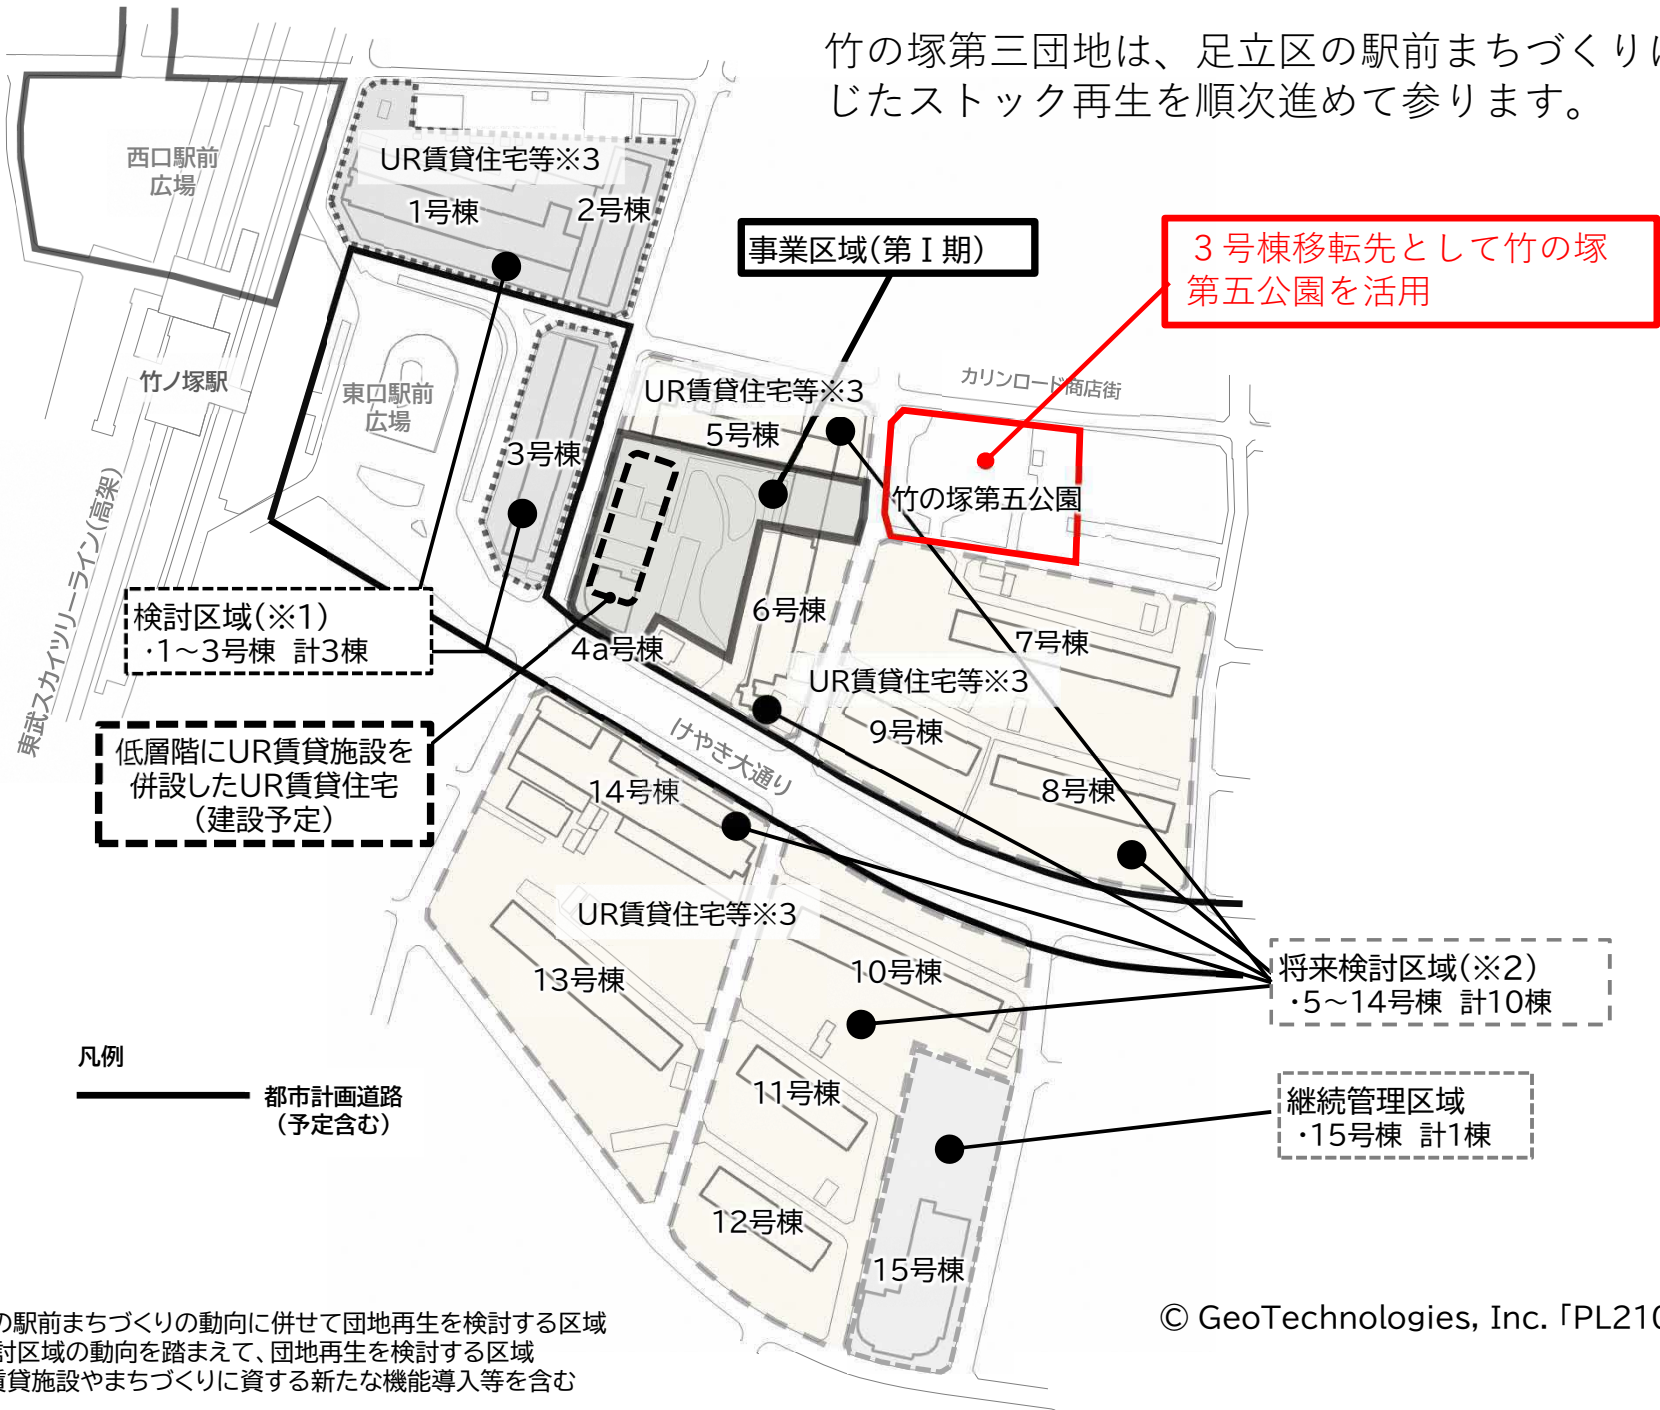 竹の塚第三団地は、足立区の駅前まちづくりに
じたストック再生を順次進めて参ります。
西口駅前
広場
UR賃貸住宅等※3
1号棟
2号棟
事業区域(第Ⅰ期)
３号棟移転先として竹の塚
第五公園を活用
竹ノ塚駅
東口駅前
広場
3号棟
UR賃貸住宅等※3
5号棟
カリンロード商店街
竹の塚第五公園
東武スカイツリーライン(高架)
検討区域(※1)
・1～3号棟 計3棟
4a号棟
6号棟
7号棟
UR賃貸住宅等※3
9号棟
8号棟
低層階にUR賃貸施設を
併設したUR賃貸住宅
(建設予定)
けやき大通り
14号棟
UR賃貸住宅等※3
13号棟
10号棟
将来検討区域(※2)
・5～14号棟 計10棟
凡例
都市計画道路
(予定含む)
11号棟
継続管理区域
・15号棟 計1棟
12号棟
15号棟
の駅前まちづくりの動向に併せて団地再生を検討する区域
討区域の動向を踏まえて、団地再生を検討する区域
賃貸施設やまちづくりに資する新たな機能導入等を含む
© GeoTechnologies, Inc. 「PL210